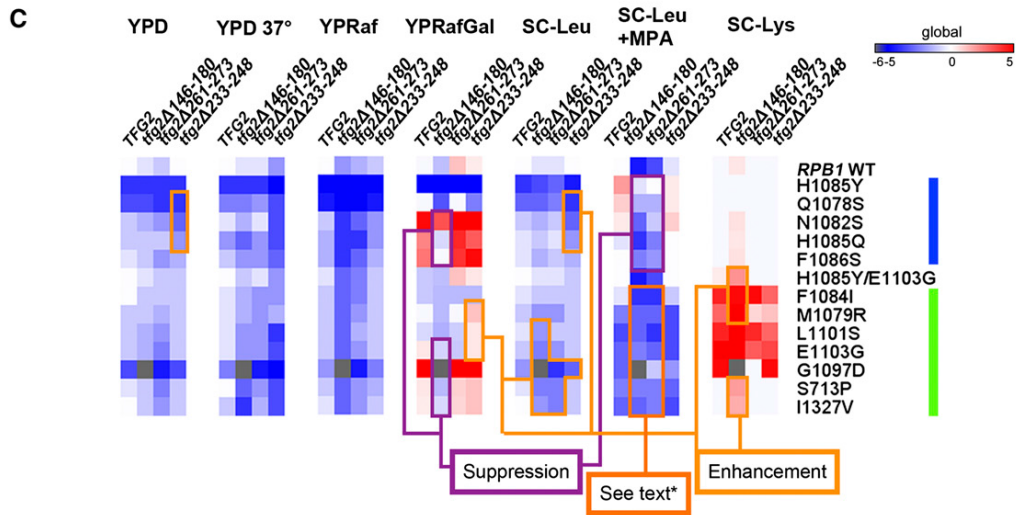 C
YPD YPD 37° YPRaf YPRafGal SC-Leu SC-Leu +MPA SC-Lys
global
-6-5 0 5
TFG2 tfg2Δ146-180 tfg2Δ261-273 tfg2Δ233-248
TFG2 tfg2Δ146-180 tfg2Δ261-273 tfg2Δ233-248
TFG2 tfg2Δ146-180 tfg2Δ261-273 tfg2Δ233-248
TFG2 tfg2Δ146-180 tfg2Δ261-273 tfg2Δ233-248
TFG2 tfg2Δ146-180 tfg2Δ261-273 tfg2Δ233-248
TFG2 tfg2Δ146-180 tfg2Δ261-273 tfg2Δ233-248
TFG2 tfg2Δ146-180 tfg2Δ261-273 tfg2Δ233-248
RPB1 WT
H1085Y
Q1078S
N1082S
H1085Q
F1086S
H1085Y/E1103G
F1084I
M1079R
L1101S
E1103G
G1097D
S713P
I1327V
Suppression
See text*
Enhancement